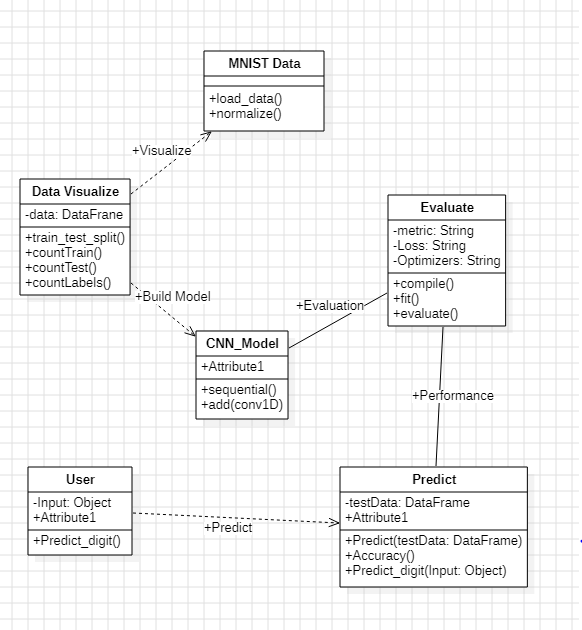 MNIST Data
+load_data()
+normalize()
+Visualize
Data Visualize
-data: DataFrane
+train_test_split()
+countTrain()
+countTest()
+countLabels()
Evaluate
-metric: String
-Loss: String
-Optimizers: String
+compile()
+fit()
+evaluate()
+Build Model
+Evaluation
CNN_Model
+Attribute1
+sequential()
+add(conv1D)
+Performance
User
-Input: Object
+Attribute1
+Predict_digit()
+Predict
Predict
-testData: DataFrame
+Attribute1
+Predict(testData: DataFrame)
+Accuracy()
+Predict_digit(Input: Object)